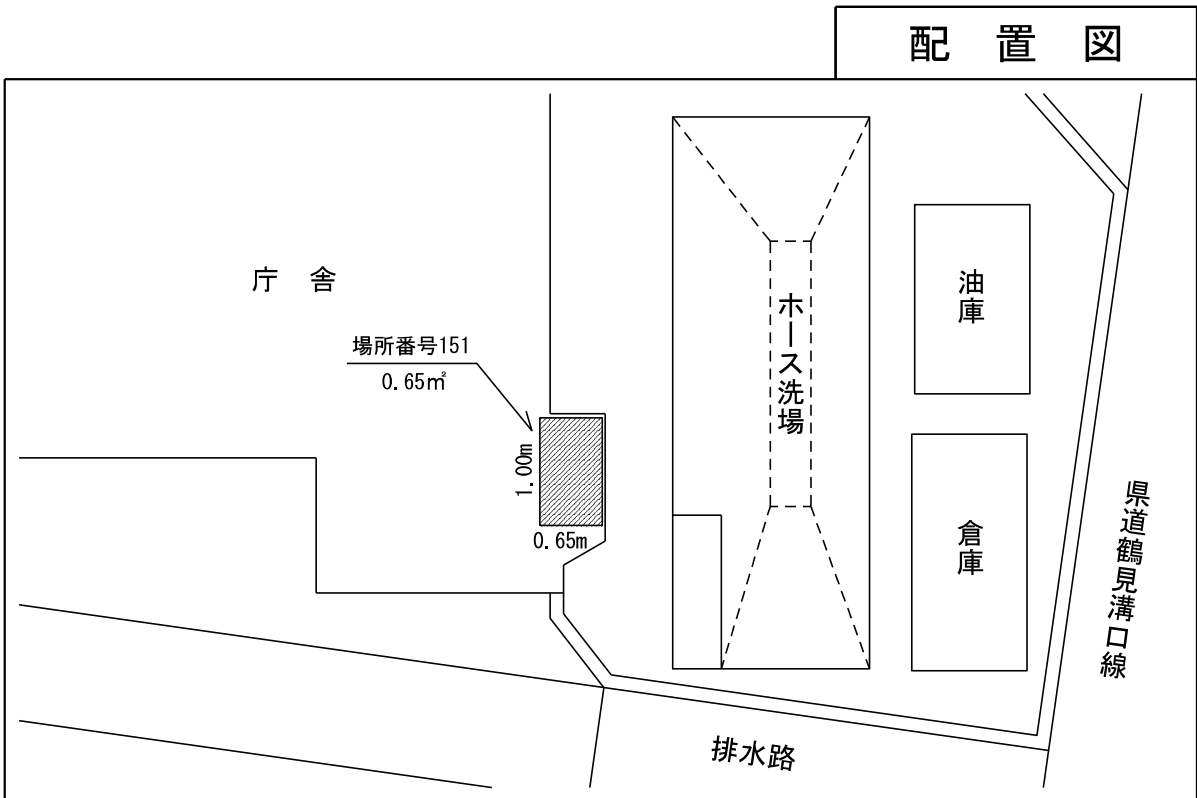 配置図
庁舎
場所番号151
0.65㎡
1.00m
0.65m
ホース洗場
油庫
倉庫
県道鶴見溝口線
排水路